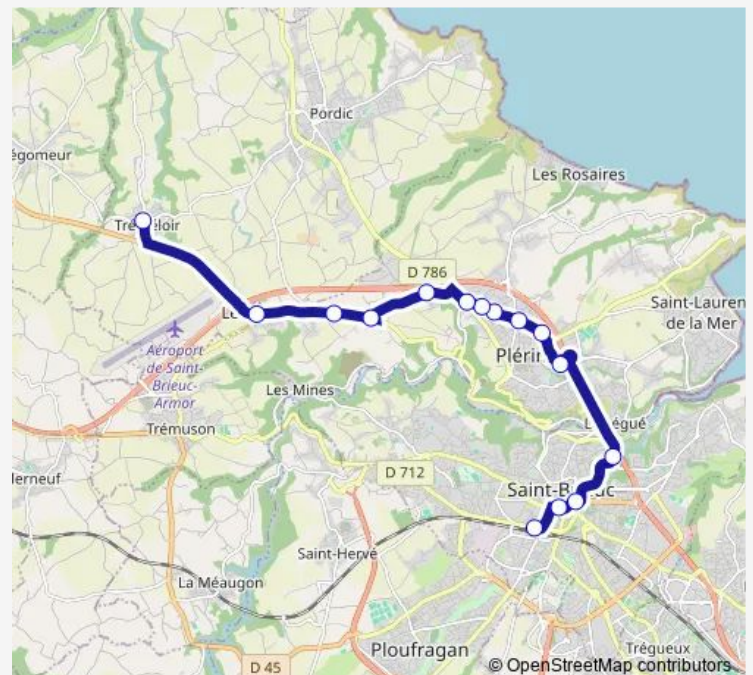 Pordic
égomeur
Les Rosaires
D 786
Saint-Lauren
de la Mer
Aéroport
de Saint-
Brieuc-
Armor
Plérin
Les Mines
Trémuson
D 712
Saint-B
erneuf
Saint-Hervé
La Méaugon
Ploufragan
Trégueux
D 45
© OpenStreetMap contributors